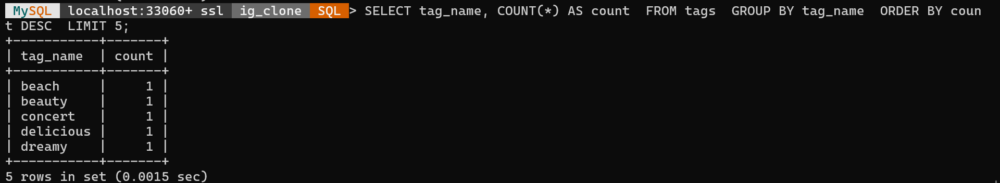 MySQL localhost:33060+ ssl ig_clone SQL > SELECT tag_name, COUNT(*) AS count  FROM tags  GROUP BY tag_name  ORDER BY coun
t DESC  LIMIT 5;
+-----------+-------+
| tag_name  | count |
+-----------+-------+
| beach     |     1 |
| beauty    |     1 |
| concert   |     1 |
| delicious |     1 |
| dreamy    |     1 |
+-----------+-------+
5 rows in set (0.0015 sec)